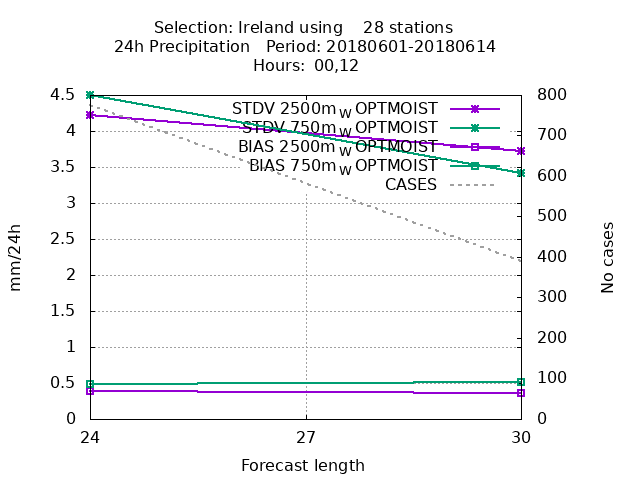 Selection: Ireland using 28 stations
24h Precipitation Period: 20180601-20180614
Hours: 00,12
STDV 2500m_W OPTMOIST
STDV 750m_W OPTMOIST
BIAS 2500m_W OPTMOIST
BIAS 750m_W OPTMOIST
CASES
4.5
4
3.5
3
2.5
2
1.5
1
0.5
0
mm/24h
800
700
600
500
400
300
200
100
0
No cases
24 27 30
Forecast length